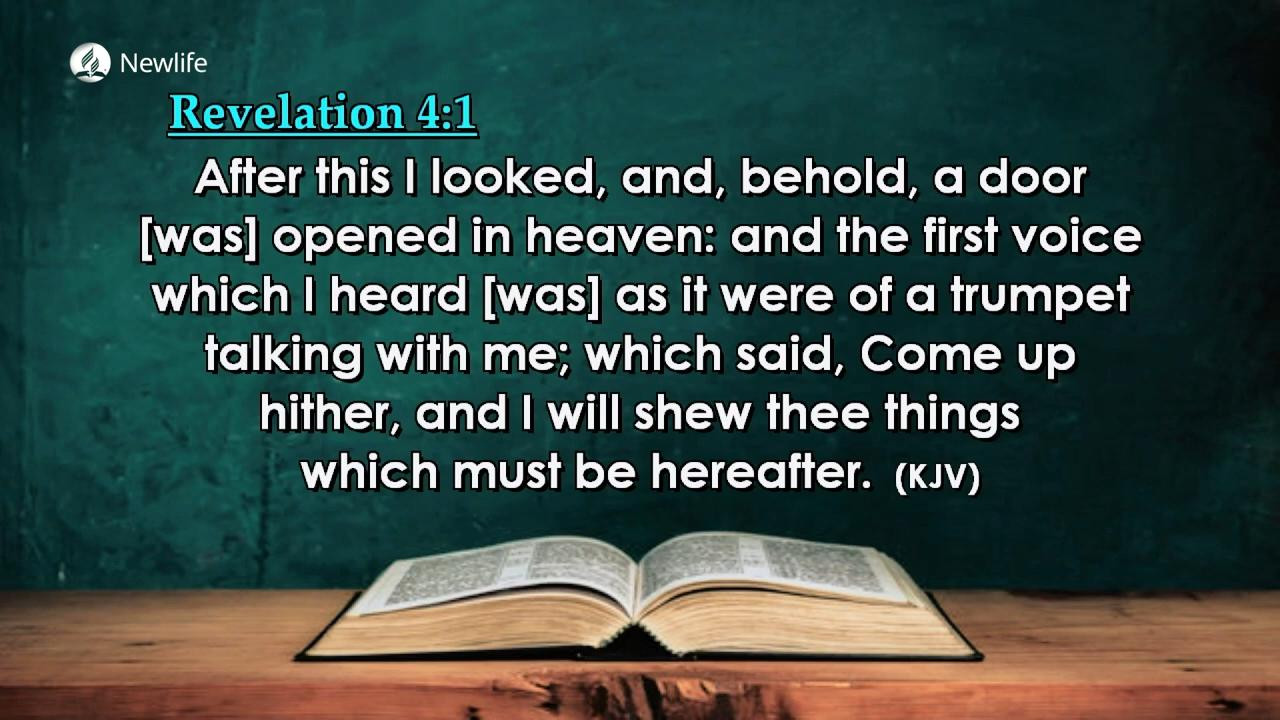 Newlife
Revelation 4:1
After this I looked, and, behold, a door
[was] opened in heaven: and the first voice
which I heard [was] as it were of a trumpet
talking with me; which said, Come up
hither, and I will shew thee things
which must be hereafter. (KJV)